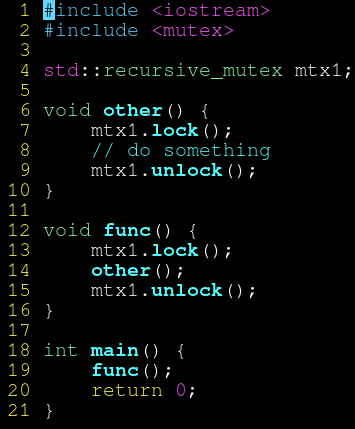 1 #include <iostream>
2 #include <mutex>
3
4 std::recursive_mutex mtx1;
5
6 void other() {
7     mtx1.lock();
8     // do something
9     mtx1.unlock();
10 }
11
12 void func() {
13     mtx1.lock();
14     other();
15     mtx1.unlock();
16 }
17
18 int main() {
19     func();
20     return 0;
21 }